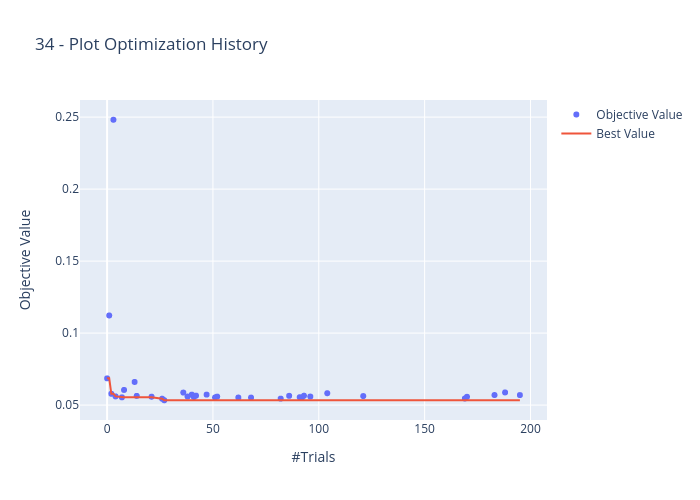 34 - Plot Optimization History
Objective Value
Best Value
0.25
0.2
0.15
0.1
0.05
Objective Value
0
50
100
150
200
#Trials